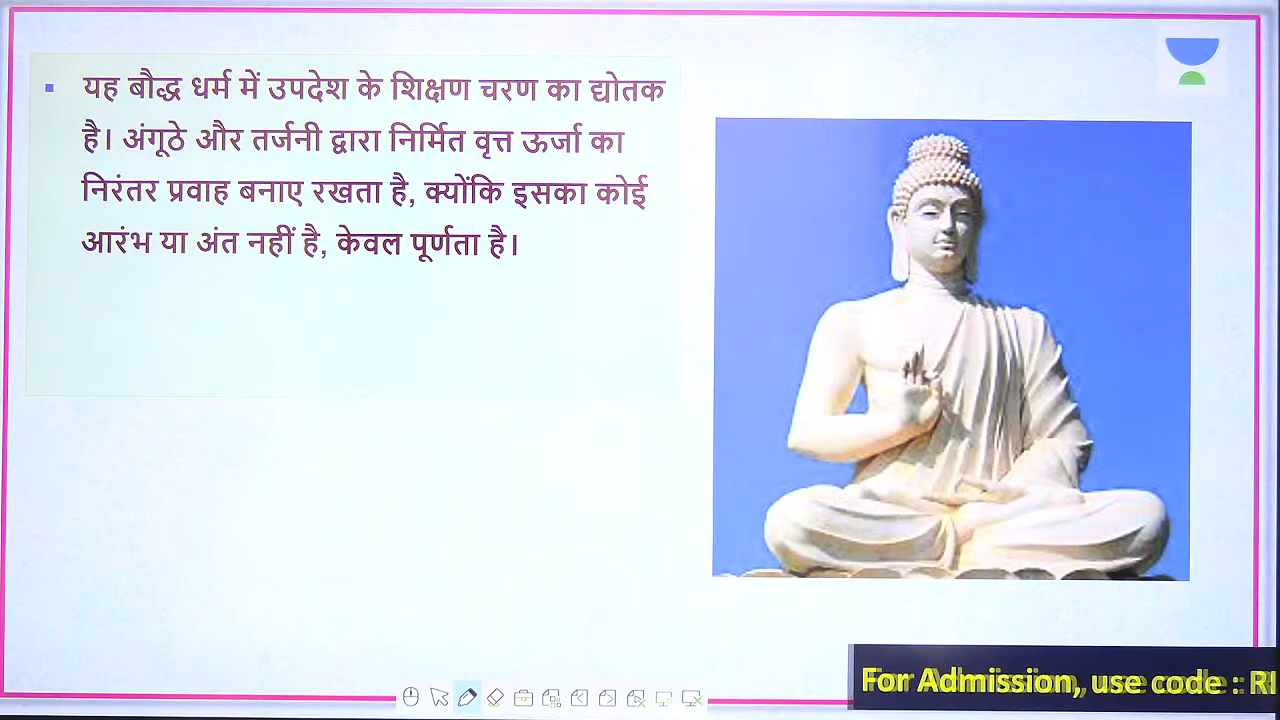 यह बौद्ध धर्म में उपदेश के शिक्षण चरण का द्योतक
है। अंगूठे और तर्जनी द्वारा निर्मित वृत्त ऊर्जा का
निरंतर प्रवाह बनाए रखता है, क्योंकि इसका कोई
आरंभ या अंत नहीं है, केवल पूर्णता है।
For Admission, use code :